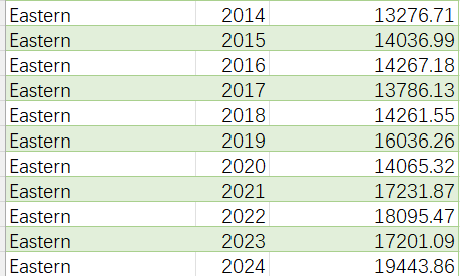 Eastern 2014 13276.71
Eastern 2015 14036.99
Eastern 2016 14267.18
Eastern 2017 13786.13
Eastern 2018 14261.55
Eastern 2019 16036.26
Eastern 2020 14065.32
Eastern 2021 17231.87
Eastern 2022 18095.47
Eastern 2023 17201.09
Eastern 2024 19443.86